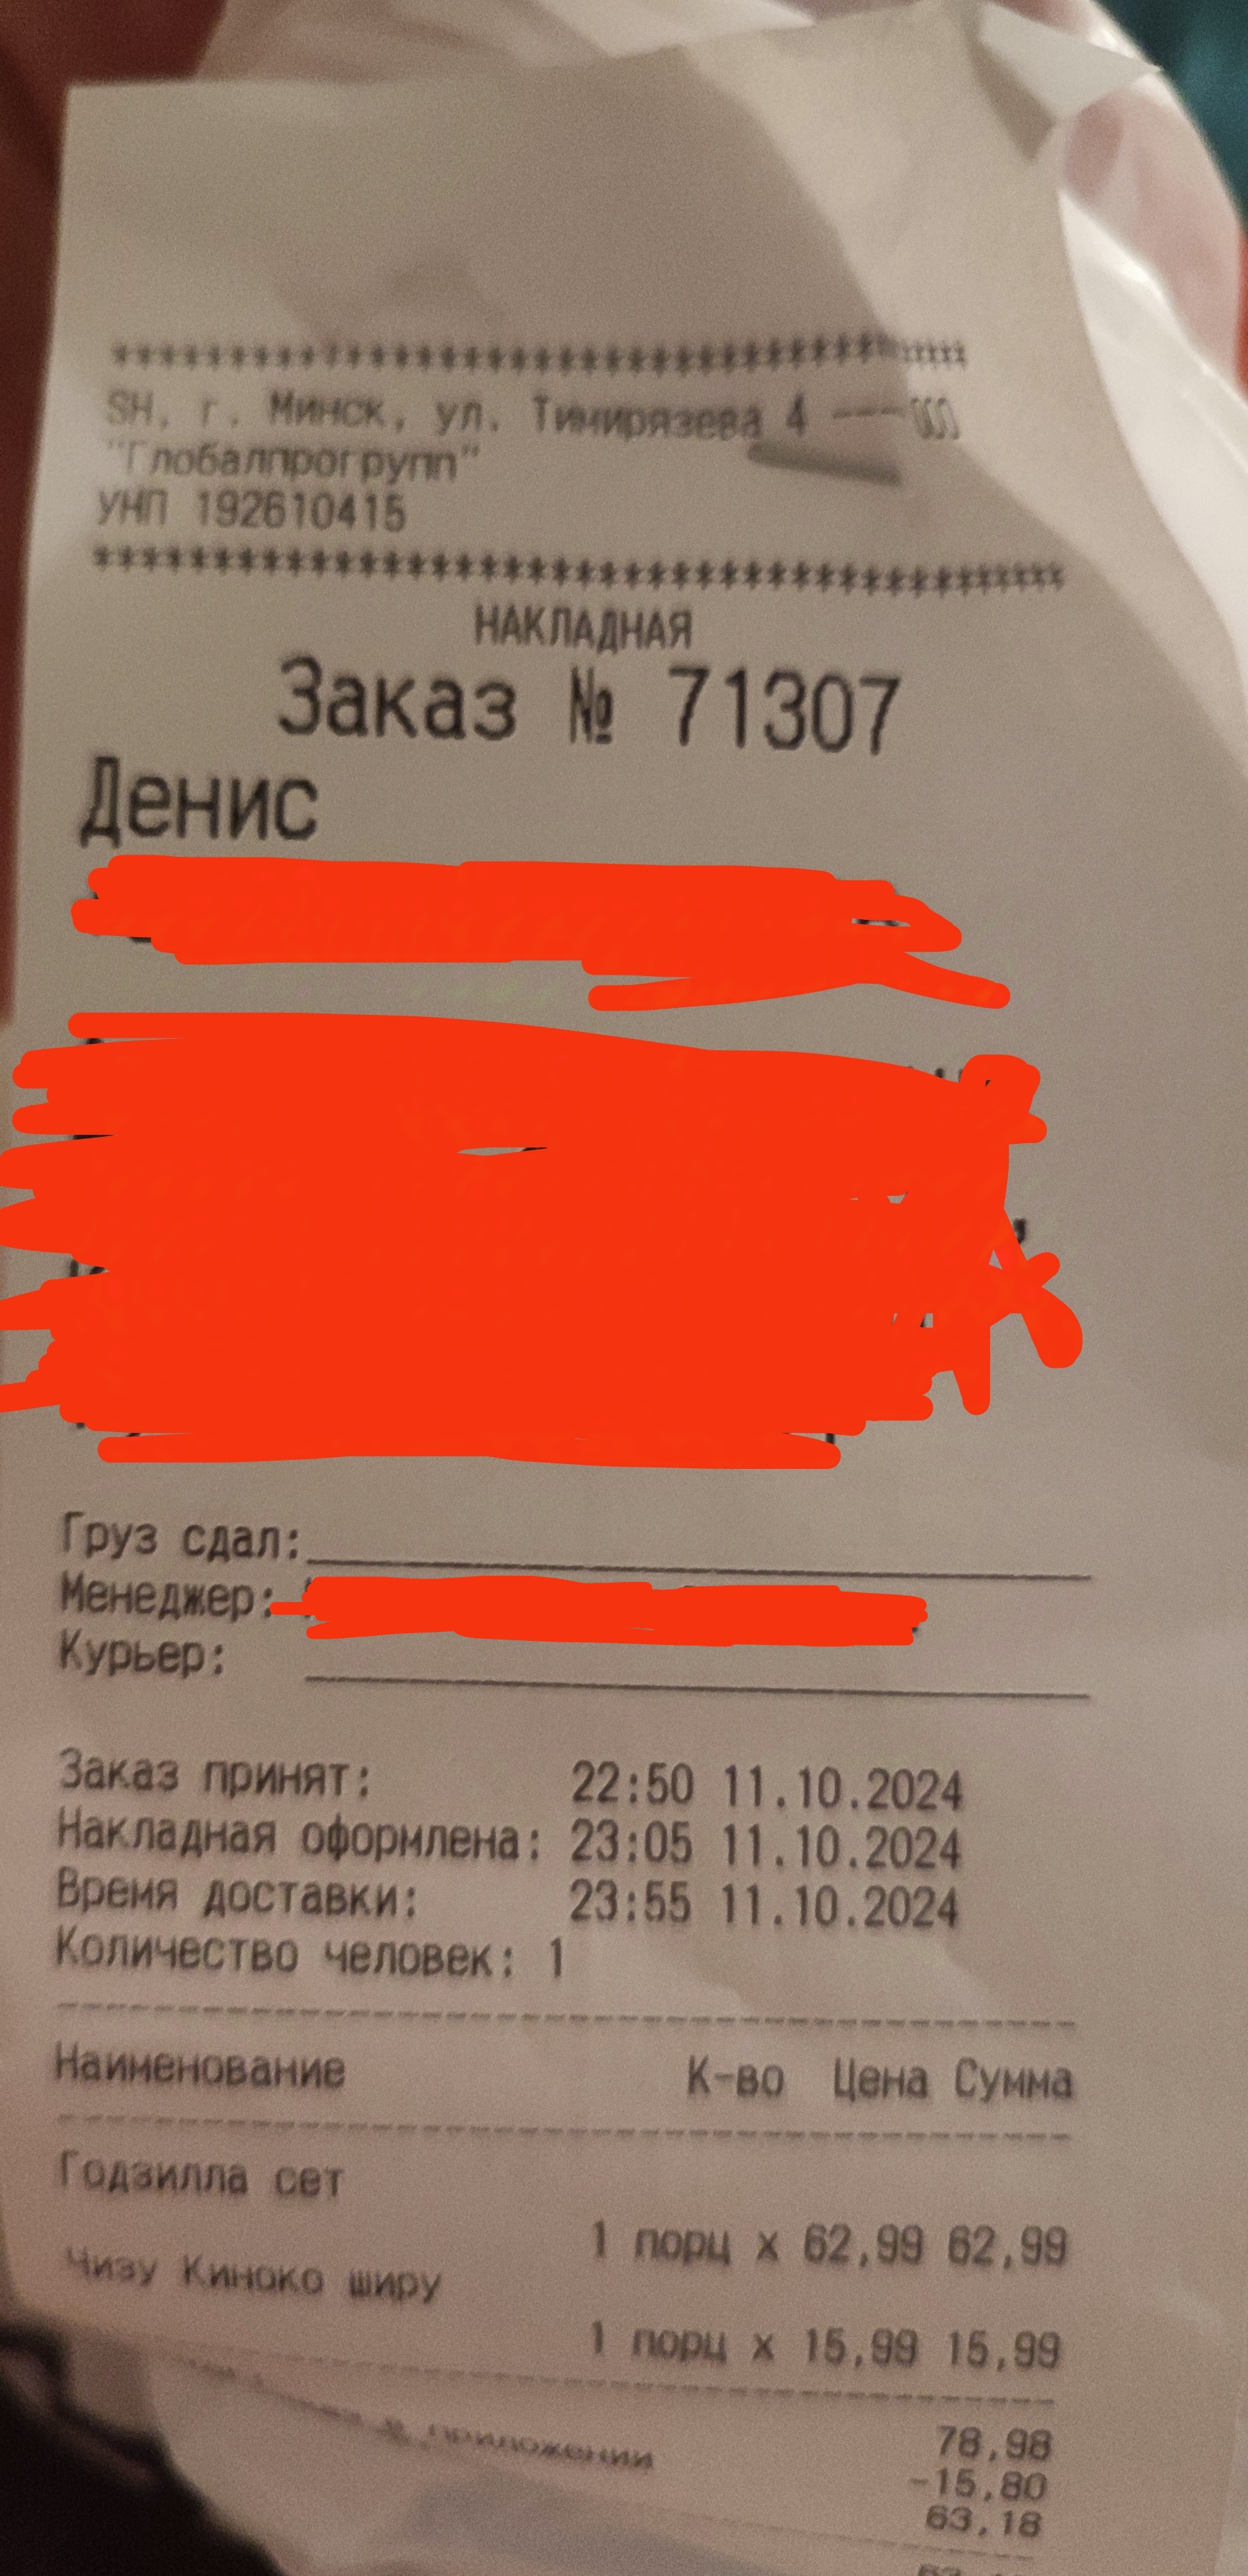 ****************************************
SH, г. Минск, ул. Тимирязева 4 ---ООО
"Глобалпрогрупп"
УНП 192610415
****************************************
НАКЛАДНАЯ
Заказ № 71307
Денис
Груз сдал:
Менеджер:
Курьер:
Заказ принят: 22:50 11.10.2024
Накладная оформлена: 23:05 11.10.2024
Время доставки: 23:55 11.10.2024
Количество человек: 1
Наименование К-во Цена Сумма
Годзилла сет
1 порц x 62,99 62,99
Чизу Киноко ширу
1 порц x 15,99 15,99
78,98
приложении -15,80
63,18